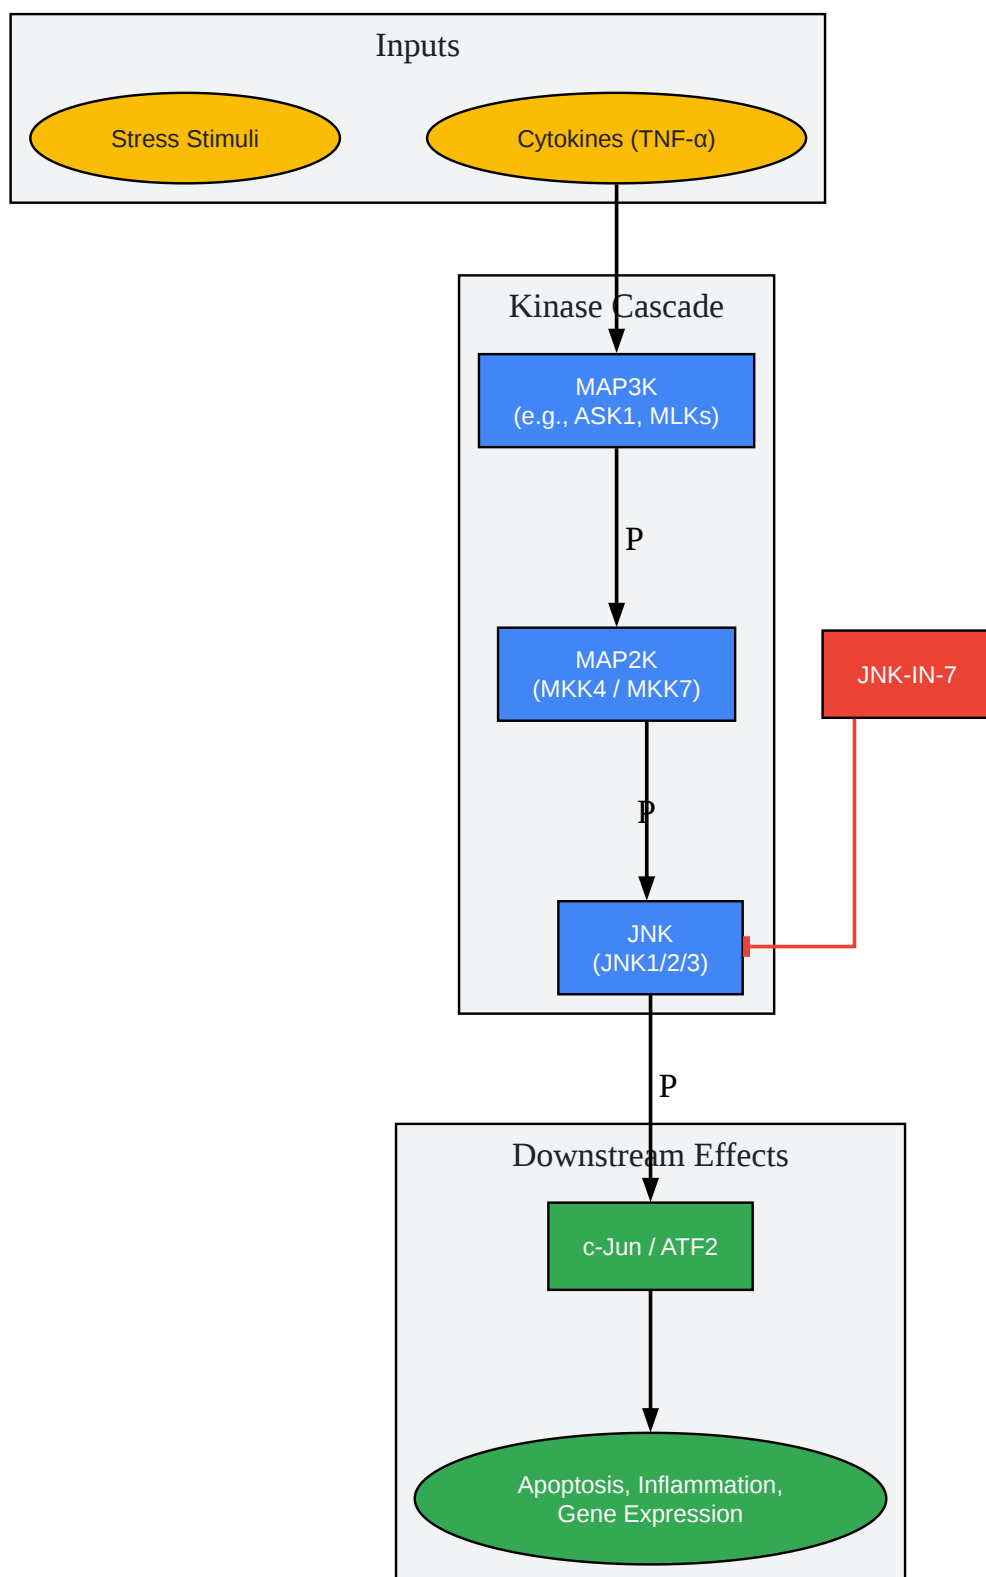 Inputs
Stress Stimuli
Cytokines (TNF-α)
Kinase Cascade
MAP3K
(e.g., ASK1, MLKs)
P
MAP2K
(MKK4 / MKK7)
JNK-IN-7
P
JNK
(JNK1/2/3)
P
Downstream Effects
c-Jun / ATF2
Apoptosis, Inflammation,
Gene Expression